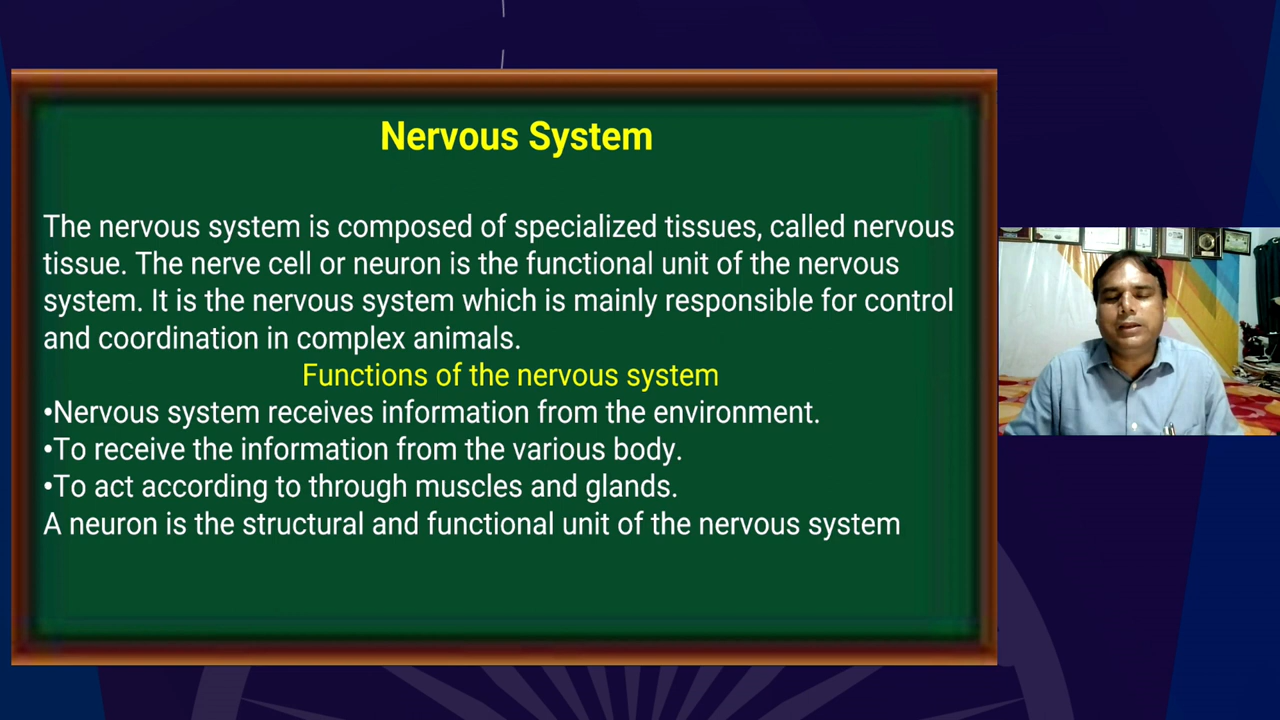 Nervous System
The nervous system is composed of specialized tissues, called nervous
tissue. The nerve cell or neuron is the functional unit of the nervous
system. It is the nervous system which is mainly responsible for control
and coordination in complex animals.
Functions of the nervous system
•Nervous system receives information from the environment.
•To receive the information from the various body.
•To act according to through muscles and glands.
A neuron is the structural and functional unit of the nervous system